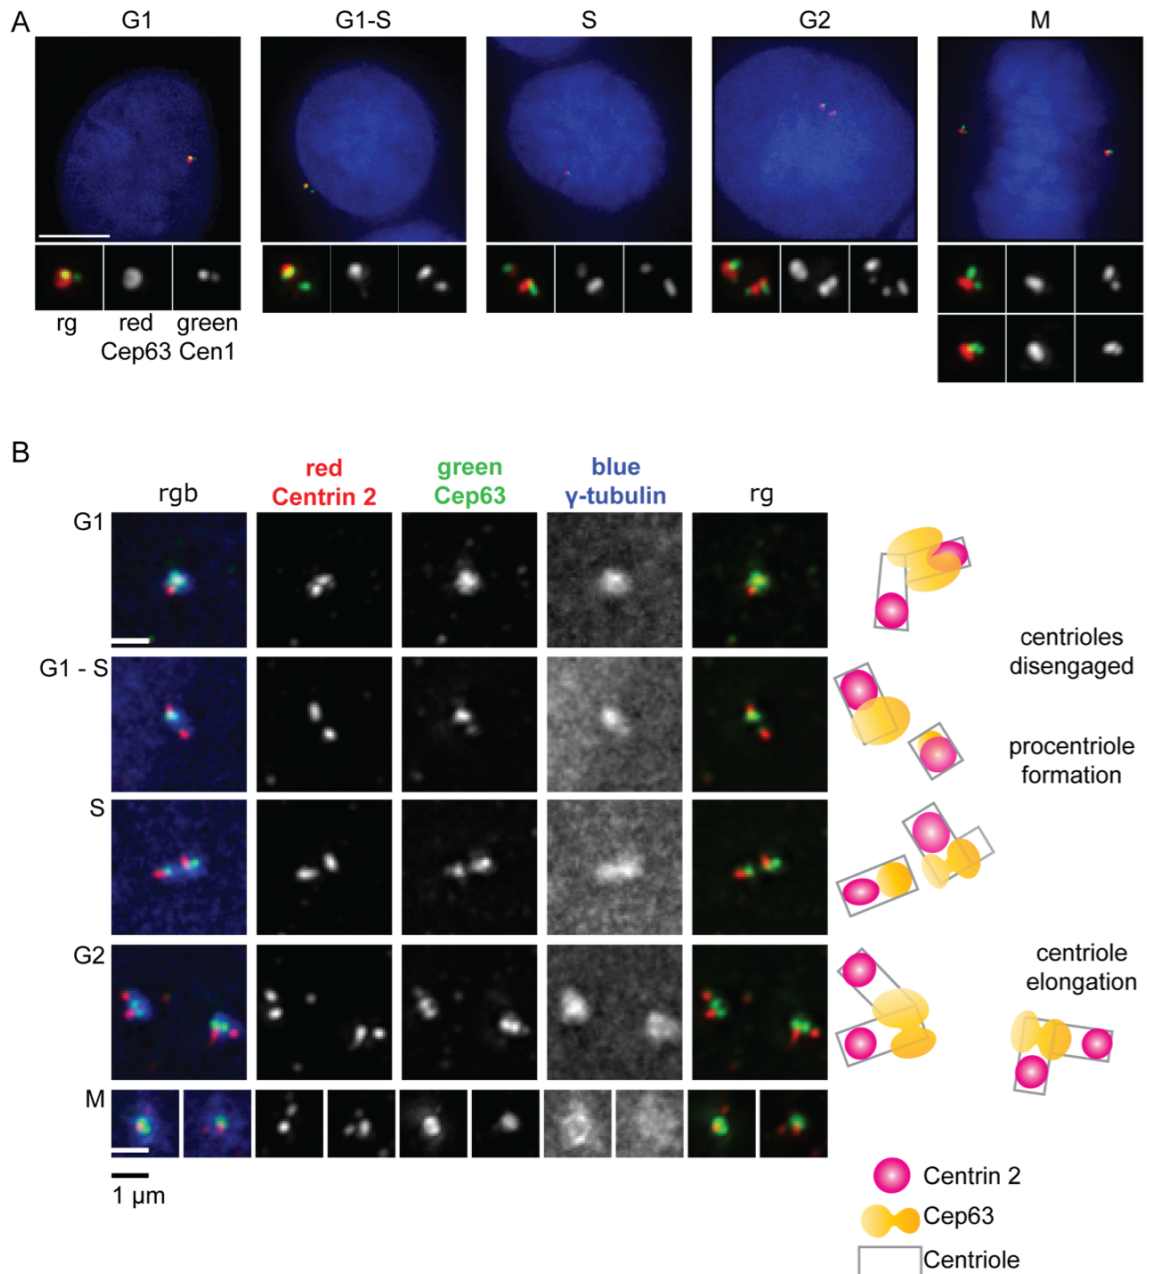 A
G1
G1-S
S
G2
M
rg
red
Cep63
green
Cen1
B
rgb
red
Centrin 2
green
Cep63
blue
γ-tubulin
rg
G1
centrioles
disengaged
G1 - S
procentriole
formation
S
G2
centriole
elongation
M
1 μm
Centrin 2
Cep63
Centriole